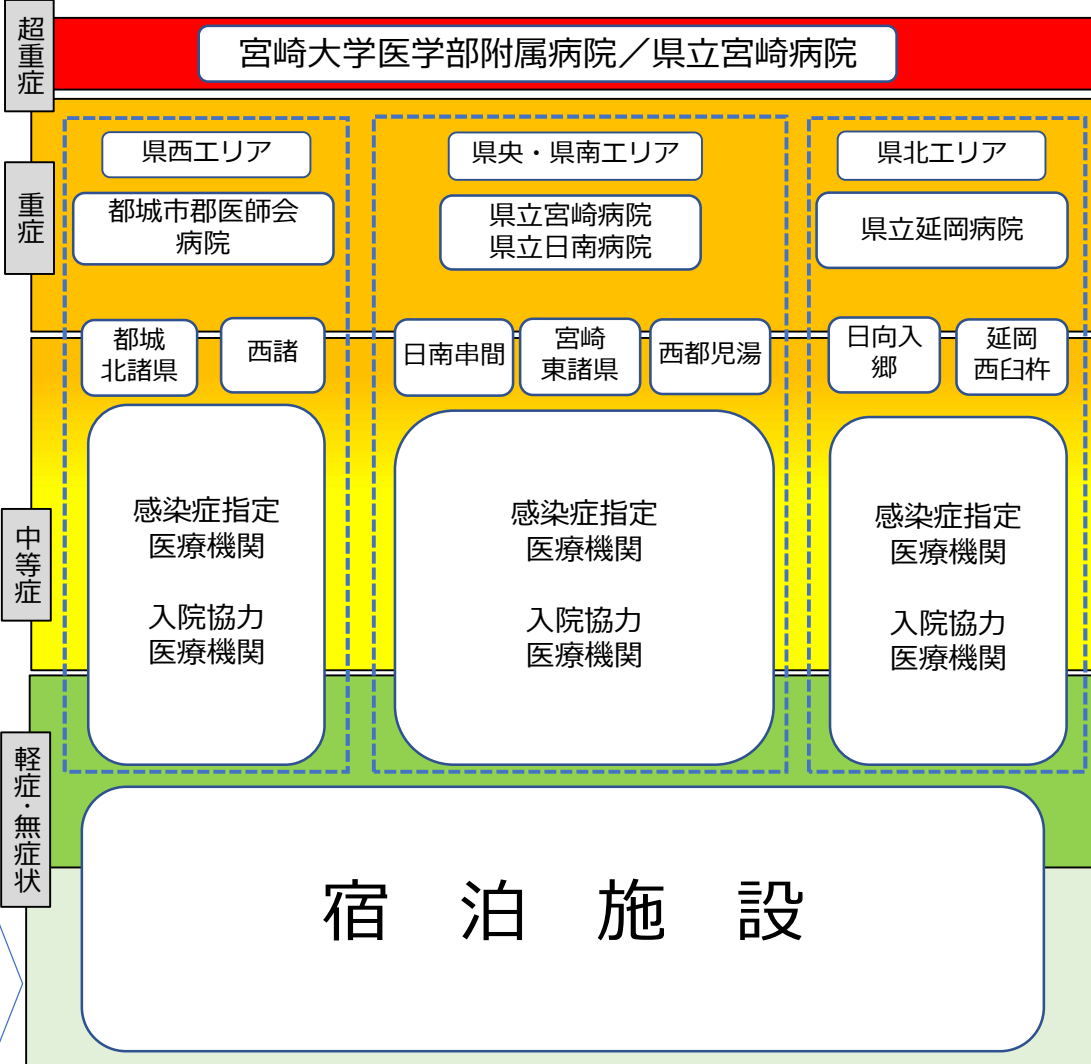 超重症
宮崎大学医学部附属病院／県立宮崎病院
重症
県西エリア
都城市郡医師会
病院
県央・県南エリア
県立宮崎病院
県立日南病院
県北エリア
県立延岡病院
都城
北諸県
西諸
日南串間
宮崎
東諸県
西都児湯
日向入
郷
延岡
西臼杵
中等症
感染症指定
医療機関
入院協力
医療機関
感染症指定
医療機関
入院協力
医療機関
感染症指定
医療機関
入院協力
医療機関
軽症・無症状
宿泊施設